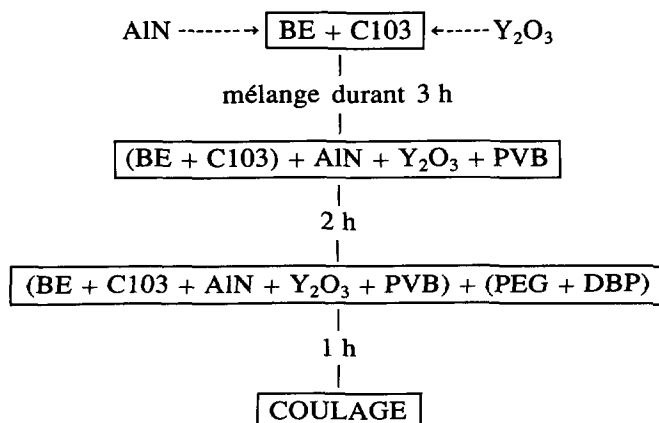 AlN BE + C103 Y₂O₃
mélange durant 3 h
(BE + C103) + AlN + Y₂O₃ + PVB
2 h
(BE + C103 + AlN + Y₂O₃ + PVB) + (PEG + DBP)
1 h
COULAGE